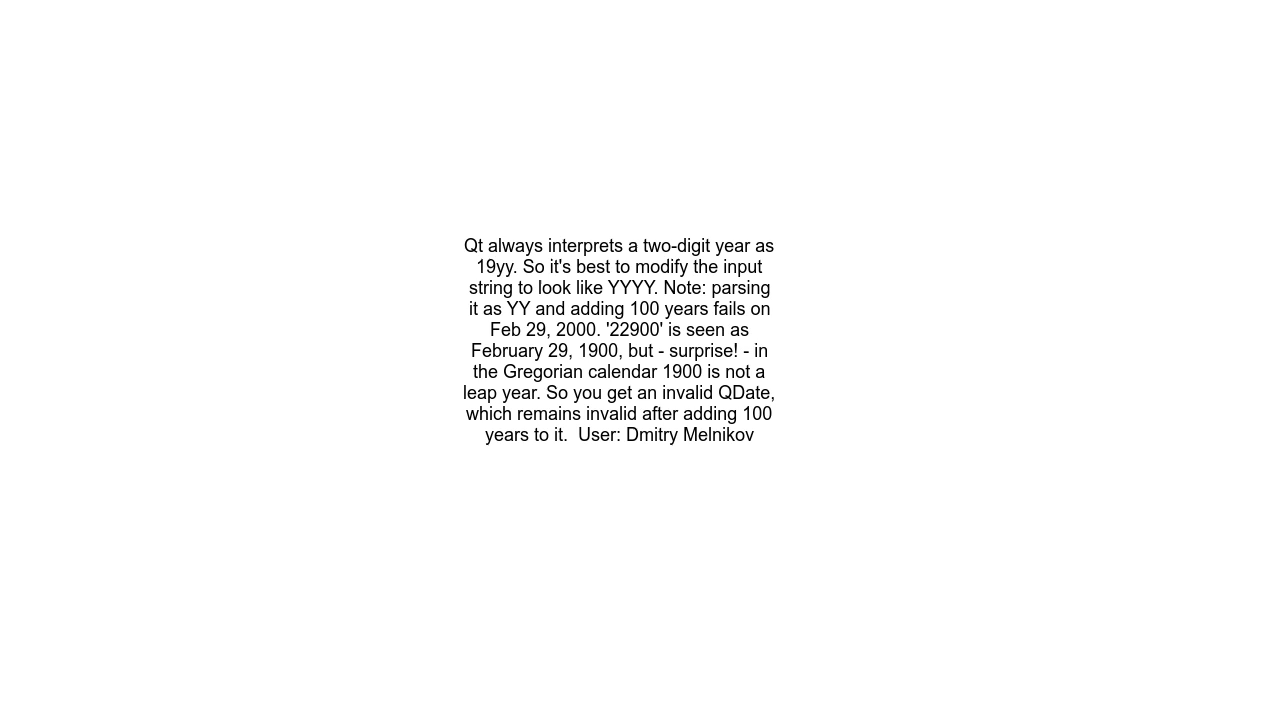 Qt always interprets a two-digit year as
19yy. So it's best to modify the input
string to look like YYYY. Note: parsing
it as YY and adding 100 years fails on
Feb 29, 2000. '22900' is seen as
February 29, 1900, but - surprise! - in
the Gregorian calendar 1900 is not a
leap year. So you get an invalid QDate,
which remains invalid after adding 100
years to it.  User: Dmitry Melnikov